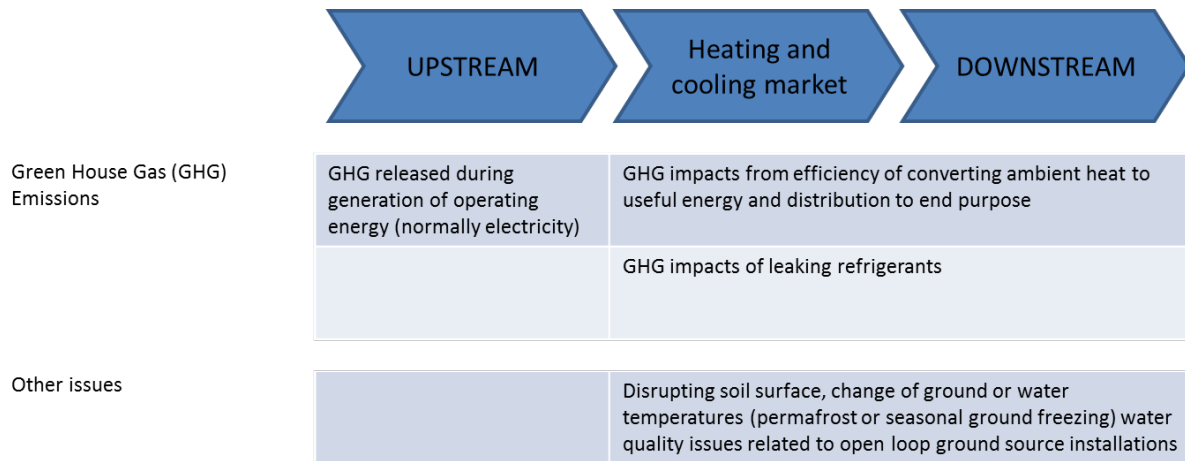 UPSTREAM
Heating and
cooling market
DOWNSTREAM
Green House Gas (GHG)
Emissions
GHG released during
generation of operating
energy (normally electricity)
GHG impacts from efficiency of converting ambient heat to
useful energy and distribution to end purpose
GHG impacts of leaking refrigerants
Other issues
Disrupting soil surface, change of ground or water
temperatures (permafrost or seasonal ground freezing) water
quality issues related to open loop ground source installations